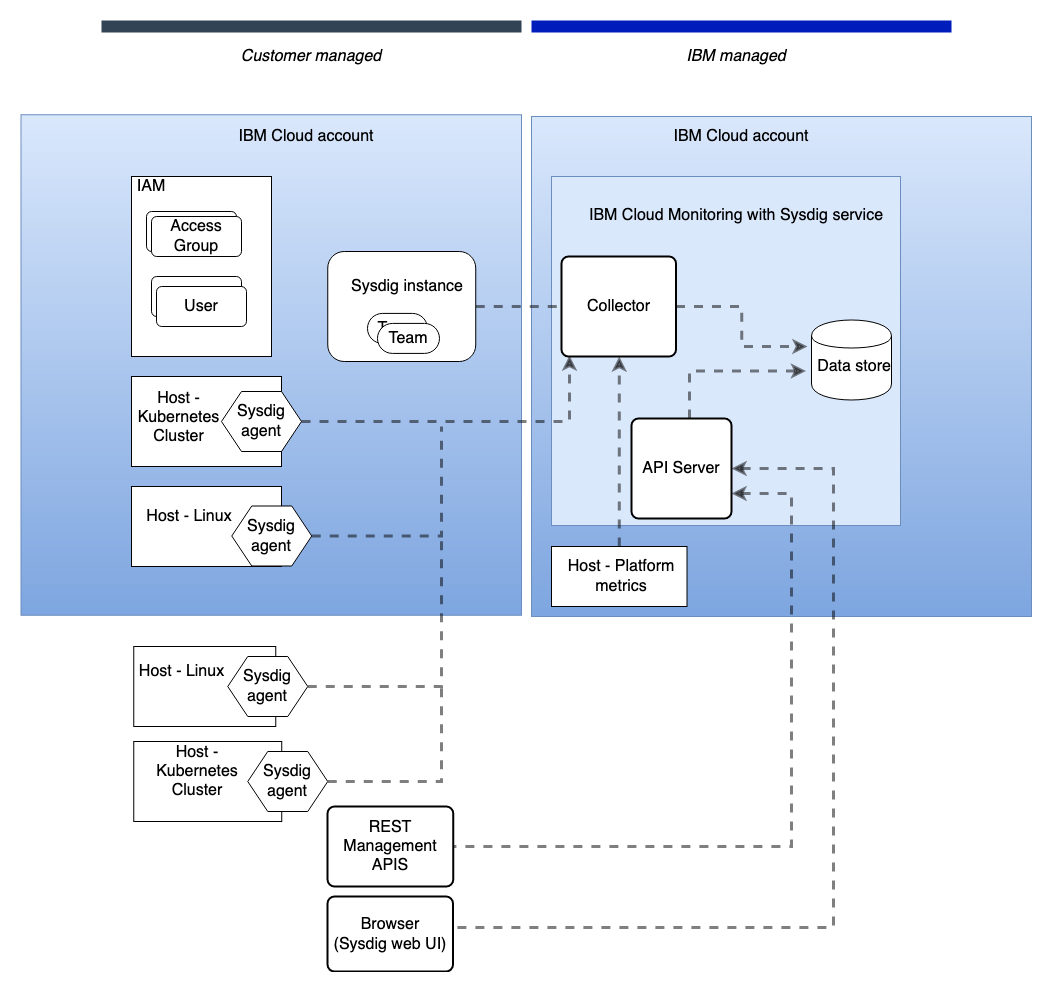 Customer managed
IBM managed
IBM Cloud account
IBM Cloud account
IAM
Access
Group
User
Sysdig instance
T
Team
Host -
Kubernetes
Cluster
Sysdig
agent
Host - Linux
Sysdig
agent
IBM Cloud Monitoring with Sysdig service
Collector
Data store
API Server
Host - Platform
metrics
Host - Linux
Sysdig
agent
Host -
Kubernetes
Cluster
Sysdig
agent
REST
Management
APIS
Browser
(Sysdig web UI)